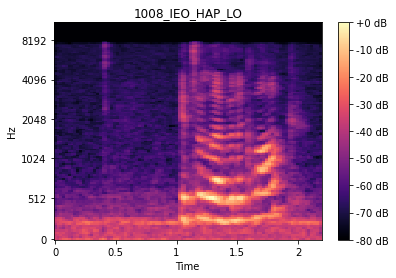 1008_IEO_HAP_LO
+0 dB
8192
-10 dB
4096
-20 dB
-30 dB
2048
Hz
-40 dB
1024
-50 dB
512
-60 dB
-70 dB
0
-80 dB
0
0.5
1
1.5
2
Time